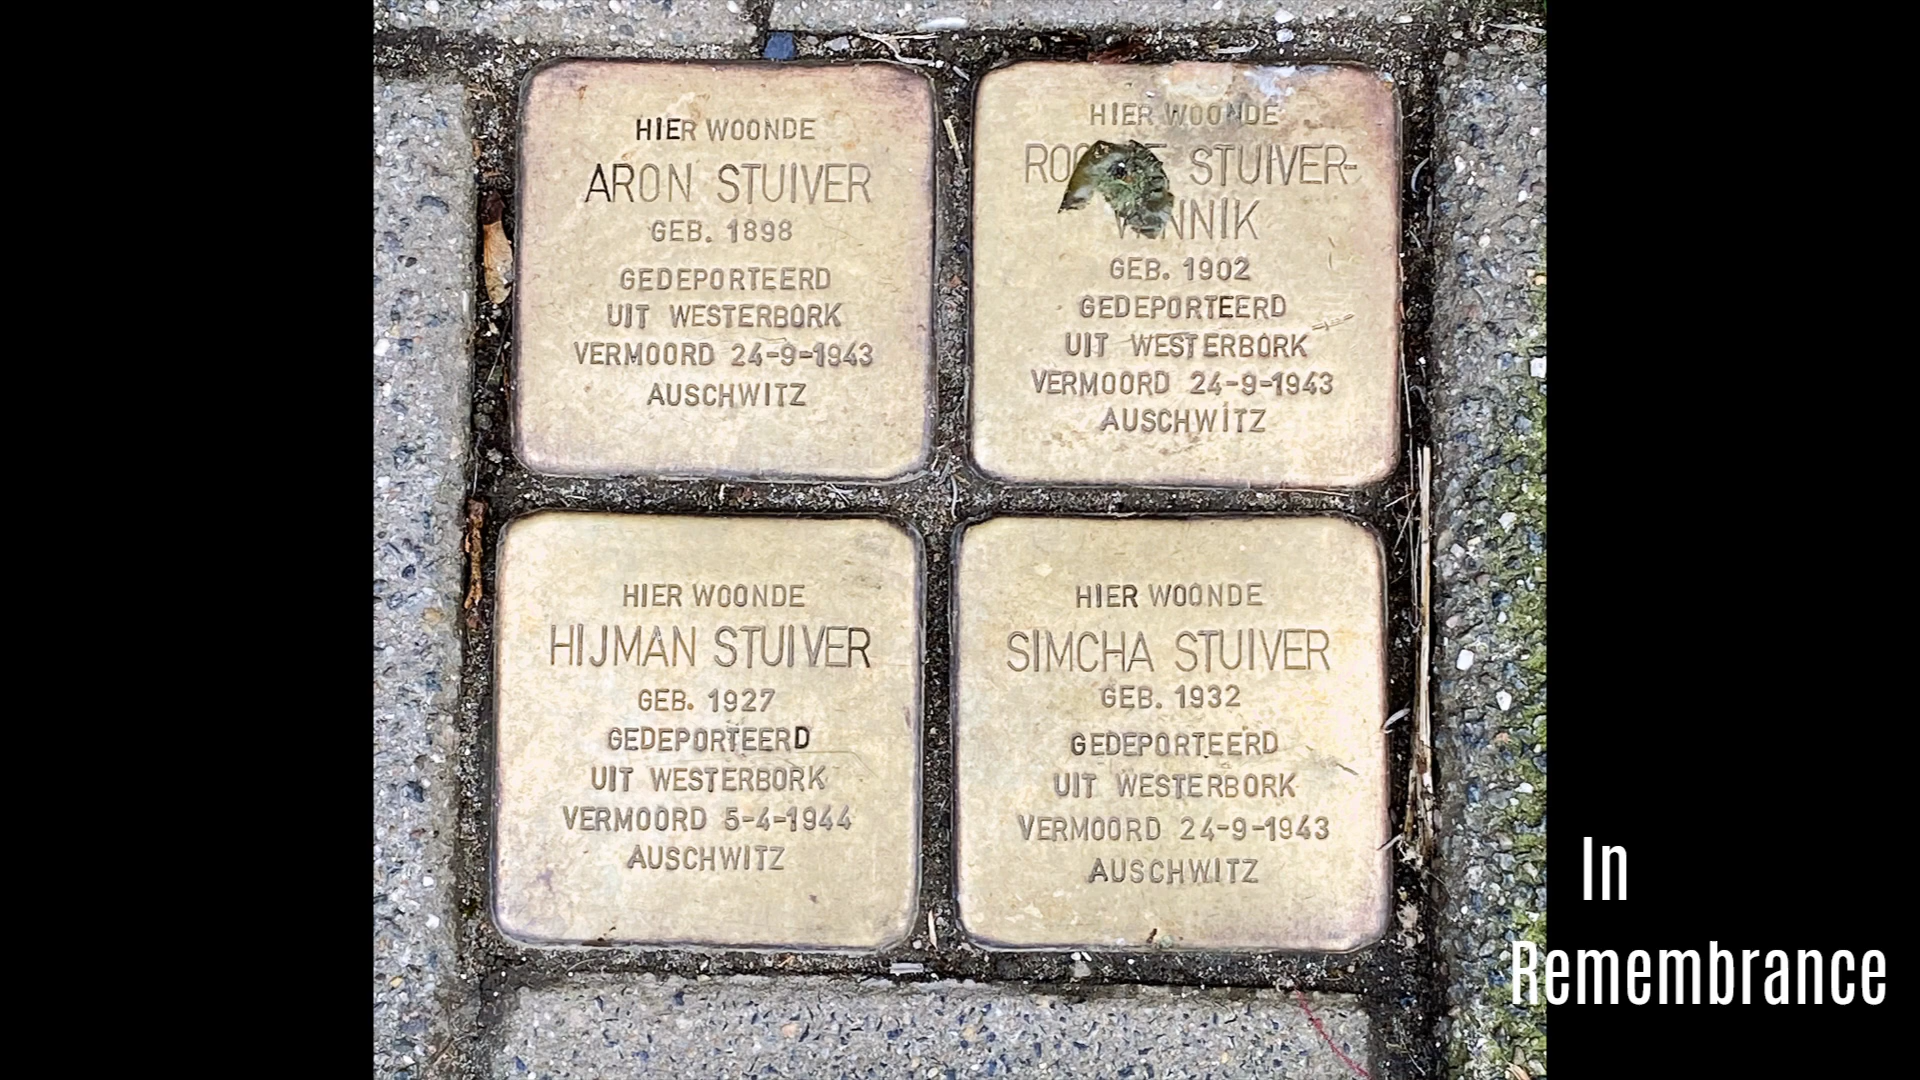 HIER WOONDE
ARON STUIVER
GEB. 1898
GEDEPORTEERD
UIT WESTERBORK
VERMOORD 24-9-1943
AUSCHWITZ
HIER WOONDE
STUIVER-
GEB. 1902
GEDEPORTEERD
UIT WESTERBORK
VERMOORD 24-9-1943
AUSCHWITZ
HIER WOONDE
HIJMAN STUIVER
GEB. 1927
GEDEPORTEERD
UIT WESTERBORK
VERMOORD 5-4-1944
AUSCHWITZ
HIER WOONDE
SIMCHA STUIVER
GEB. 1932
GEDEPORTEERD
UIT WESTERBORK
VERMOORD 24-9-1943
AUSCHWITZ
In
Remembrance